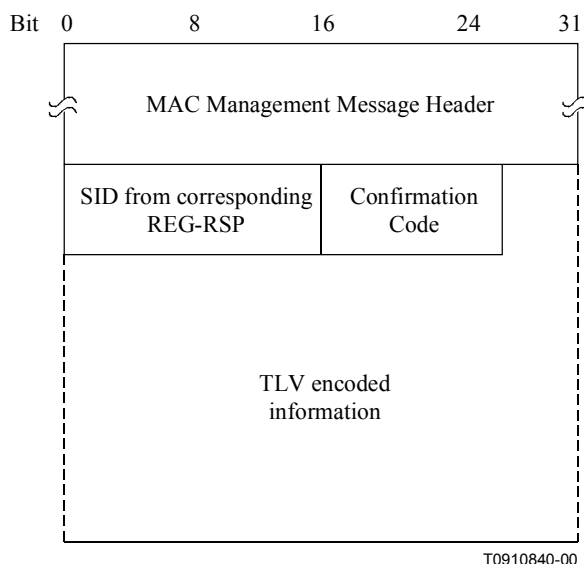 Bit 0 8 16 24 31
MAC Management Message Header
SID from corresponding
REG-RSP
Confirmation
Code
TLV encoded
information
T0910840-00